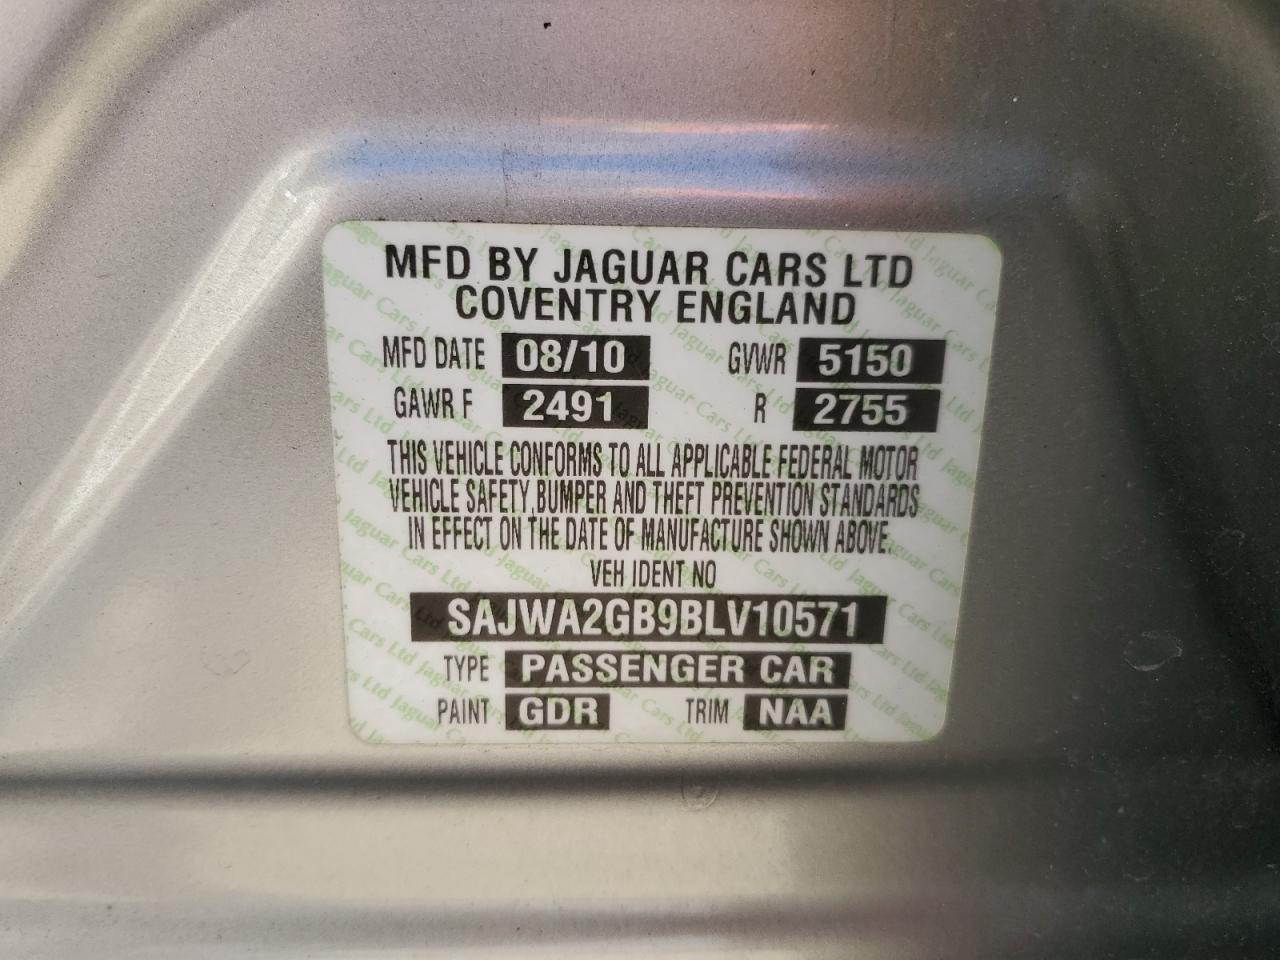 MFD BY JAGUAR CARS LTD
COVENTRY ENGLAND
MFD DATE 08/10 GVWR 5150
GAWR F 2491 R 2755
THIS VEHICLE CONFORMS TO ALL APPLICABLE FEDERAL MOTOR
VEHICLE SAFETY,BUMPER AND THEFT PREVENTION STANDARDS
IN EFFECT ON THE DATE OF MANUFACTURE SHOWN ABOVE.
VEH IDENT NO
SAJWA2GB9BLV10571
TYPE PASSENGER CAR
PAINT GDR TRIM NAA